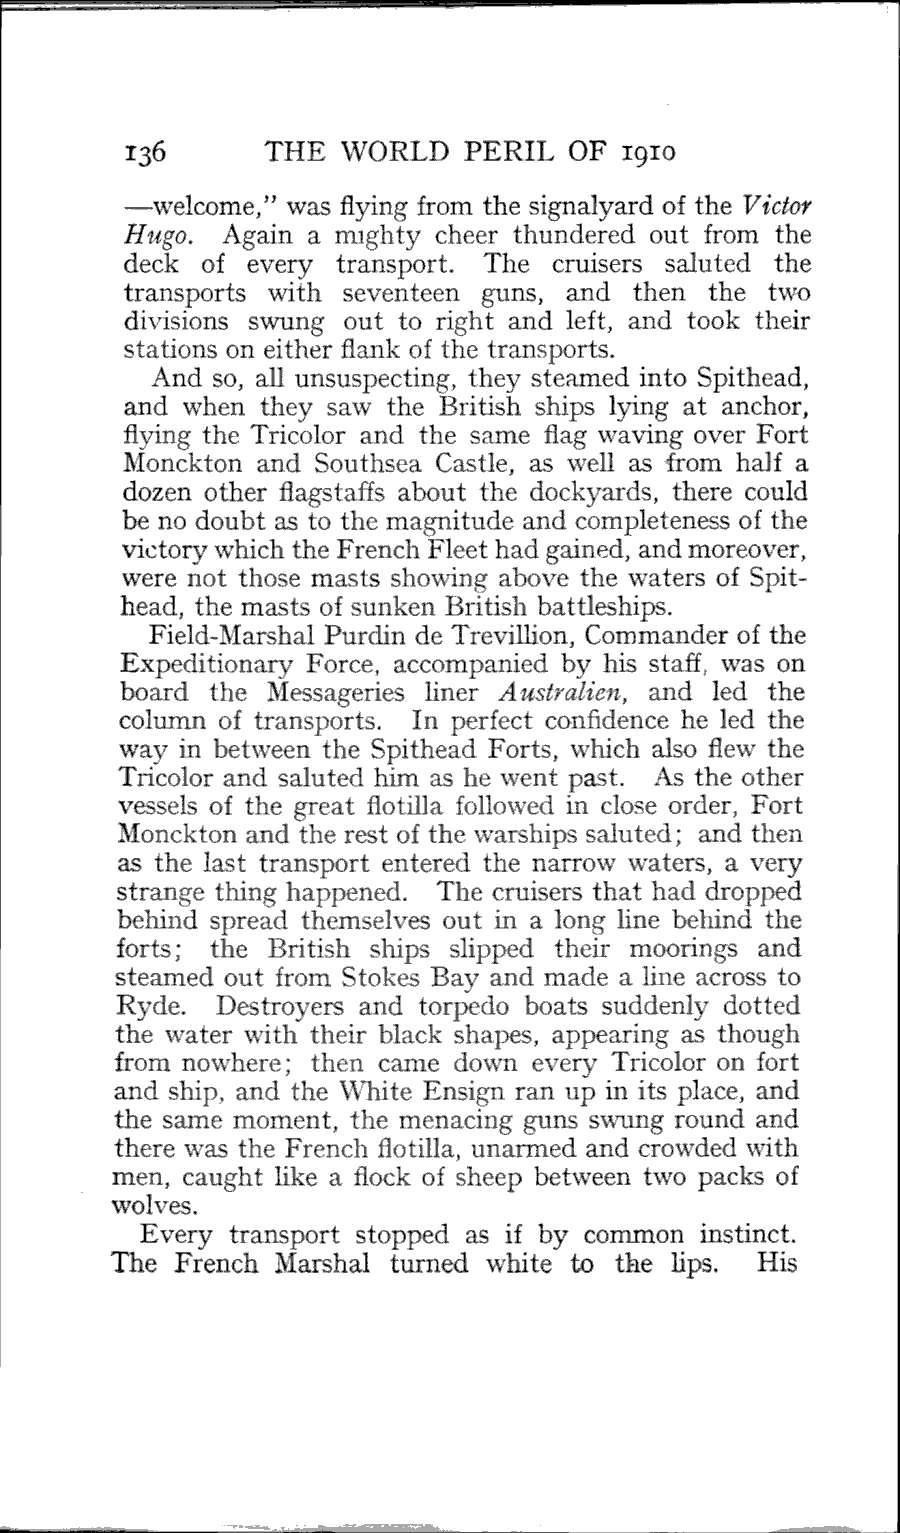 136 THE WORLD PERIL OF 1910
—welcome," was flying from the signalyard of the Victor
Hugo. Again a mighty cheer thundered out from the
deck of every transport. The cruisers saluted the
transports with seventeen guns, and then the two
divisions swung out to right and left, and took their
stations on either flank of the transports.
And so, all unsuspecting, they steamed into Spithead,
and when they saw the British ships lying at anchor,
flying the Tricolor and the same flag waving over Fort
Monckton and Southsea Castle, as well as from half a
dozen other flagstaffs about the dockyards, there could
be no doubt as to the magnitude and completeness of the
victory which the French Fleet had gained, and moreover,
were not those masts showing above the waters of Spit-
head, the masts of sunken British battleships.
Field-Marshal Purdin de Trevillion, Commander of the
Expeditionary Force, accompanied by his staff, was on
board the Messageries liner Australien, and led the
column of transports. In perfect confidence he led the
way in between the Spithead Forts, which also flew the
Tricolor and saluted him as he went past. As the other
vessels of the great flotilla followed in close order, Fort
Monckton and the rest of the warships saluted; and then
as the last transport entered the narrow waters, a very
strange thing happened. The cruisers that had dropped
behind spread themselves out in a long line behind the
forts; the British ships slipped their moorings and
steamed out from Stokes Bay and made a line across to
Ryde. Destroyers and torpedo boats suddenly dotted
the water with their black shapes, appearing as though
from nowhere; then came down every Tricolor on fort
and ship, and the White Ensign ran up in its place, and
the same moment, the menacing guns swung round and
there was the French flotilla, unarmed and crowded with
men, caught like a flock of sheep between two packs of
wolves.
Every transport stopped as if by common instinct.
The French Marshal turned white to the lips. His